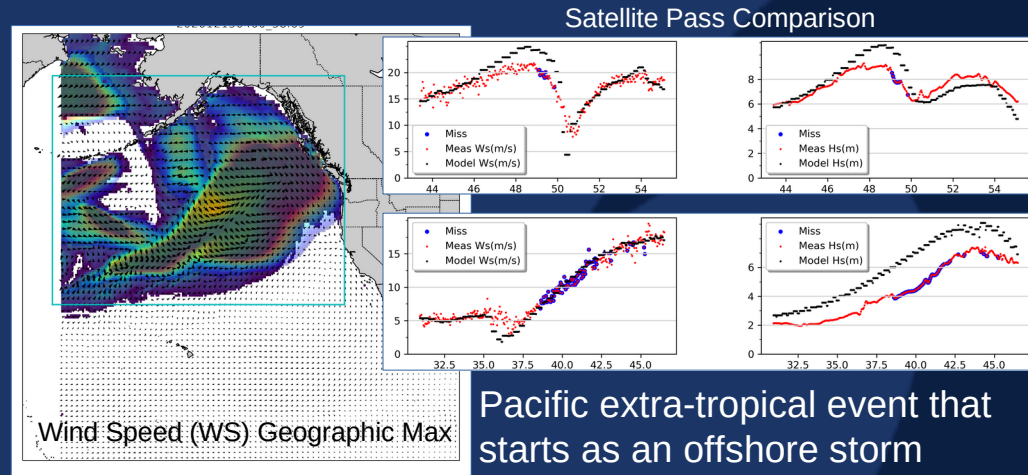 Satellite Pass Comparison
20
15
10
5
0
Miss
Meas Ws(m/s)
Model Ws(m/s)
44
46
48
50
52
54
8
6
4
2
0
Miss
Meas Hs(m)
Model Hs(m)
44
46
48
50
52
54
15
10
5
0
Miss
Meas Ws(m/s)
Model Ws(m/s)
32.5
35.0
37.5
40.0
42.5
45.0
6
4
2
0
Miss
Meas Hs(m)
Model Hs(m)
32.5
35.0
37.5
40.0
42.5
45.0
Wind Speed (WS) Geographic Max
Pacific extra-tropical event that
starts as an offshore storm